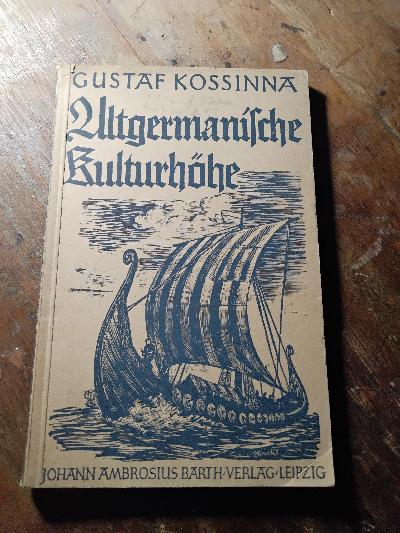 GUSTAF KOSSINNA
Altgermanische
Kulturhöhe
JOHANN AMBROSIUS BARTH · VERLAG · LEIPZIG